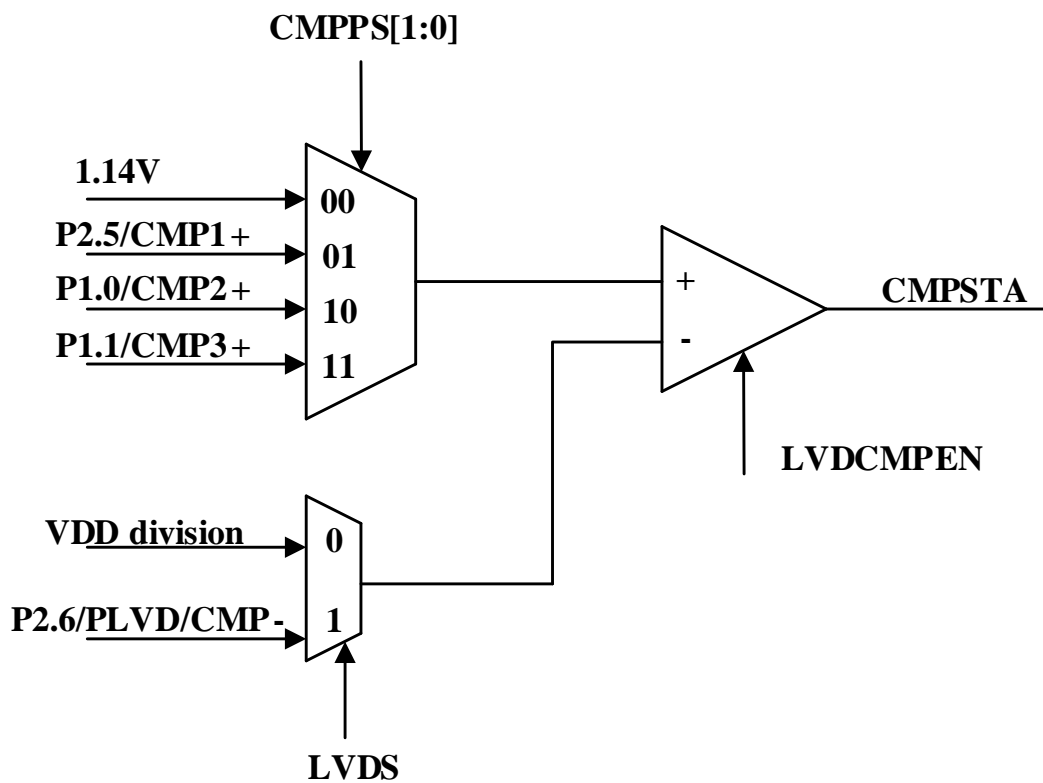 CMPPS[1:0]
1.14V
00
P2.5/CMP1+
01
P1.0/CMP2+
10
P1.1/CMP3+
11
+
-
CMPSTA
LVDCMPEN
VDD division
0
P2.6/PLVD/CMP-
1
LVDS